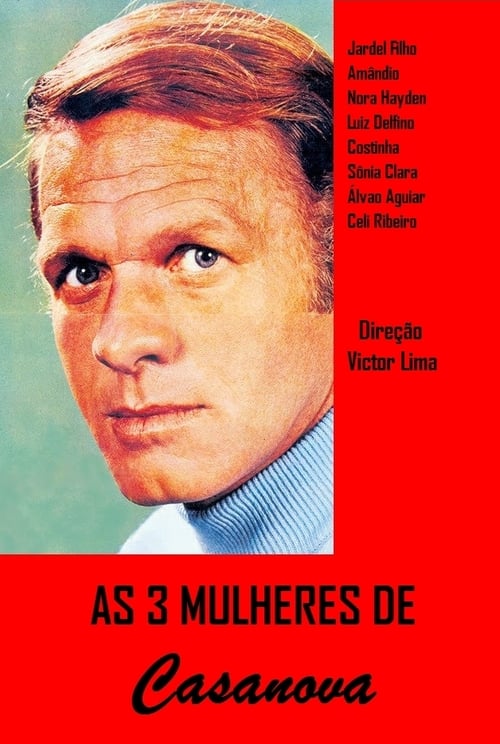 Jardel Filho
Amândio
Nora Hayden
Luiz Delfino
Costinha
Sônia Clara
Álvao Aguiar
Celi Ribeiro
Direção
Victor Lima
AS 3 MULHERES DE
Casanova